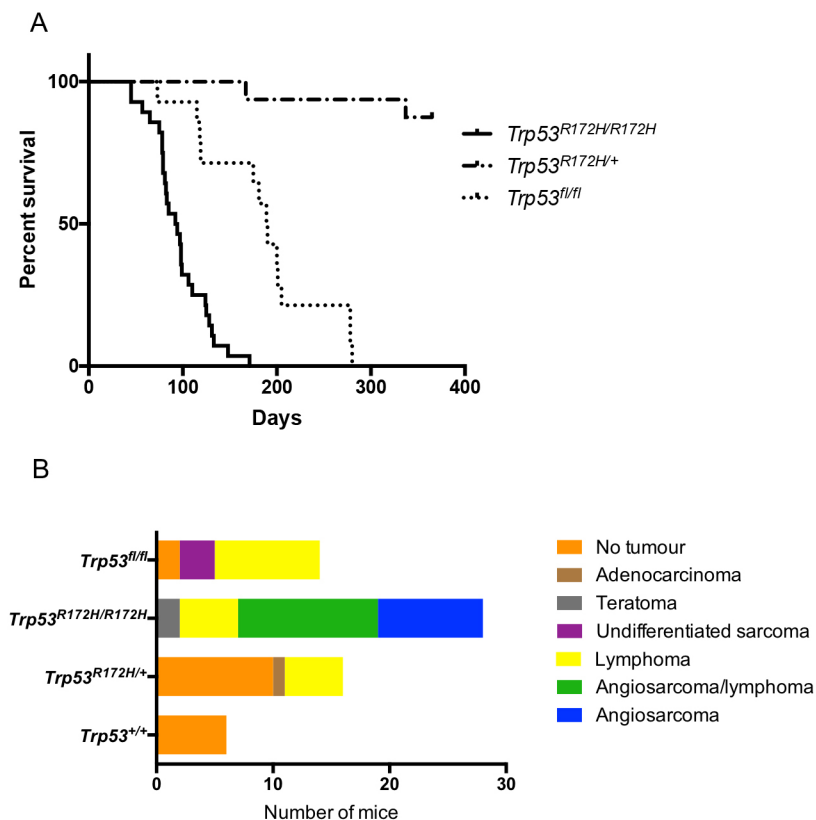 A
Percent survival
100
50
0
0 100 200 300 400
Days
Trp53R172H/R172H
Trp53R172H/+
Trp53fl/fl
B
Trp53fl/fl
Trp53R172H/R172H
Trp53R172H/+
Trp53+/+
0 10 20 30
Number of mice
No tumour
Adenocarcinoma
Teratoma
Undifferentiated sarcoma
Lymphoma
Angiosarcoma/lymphoma
Angiosarcoma